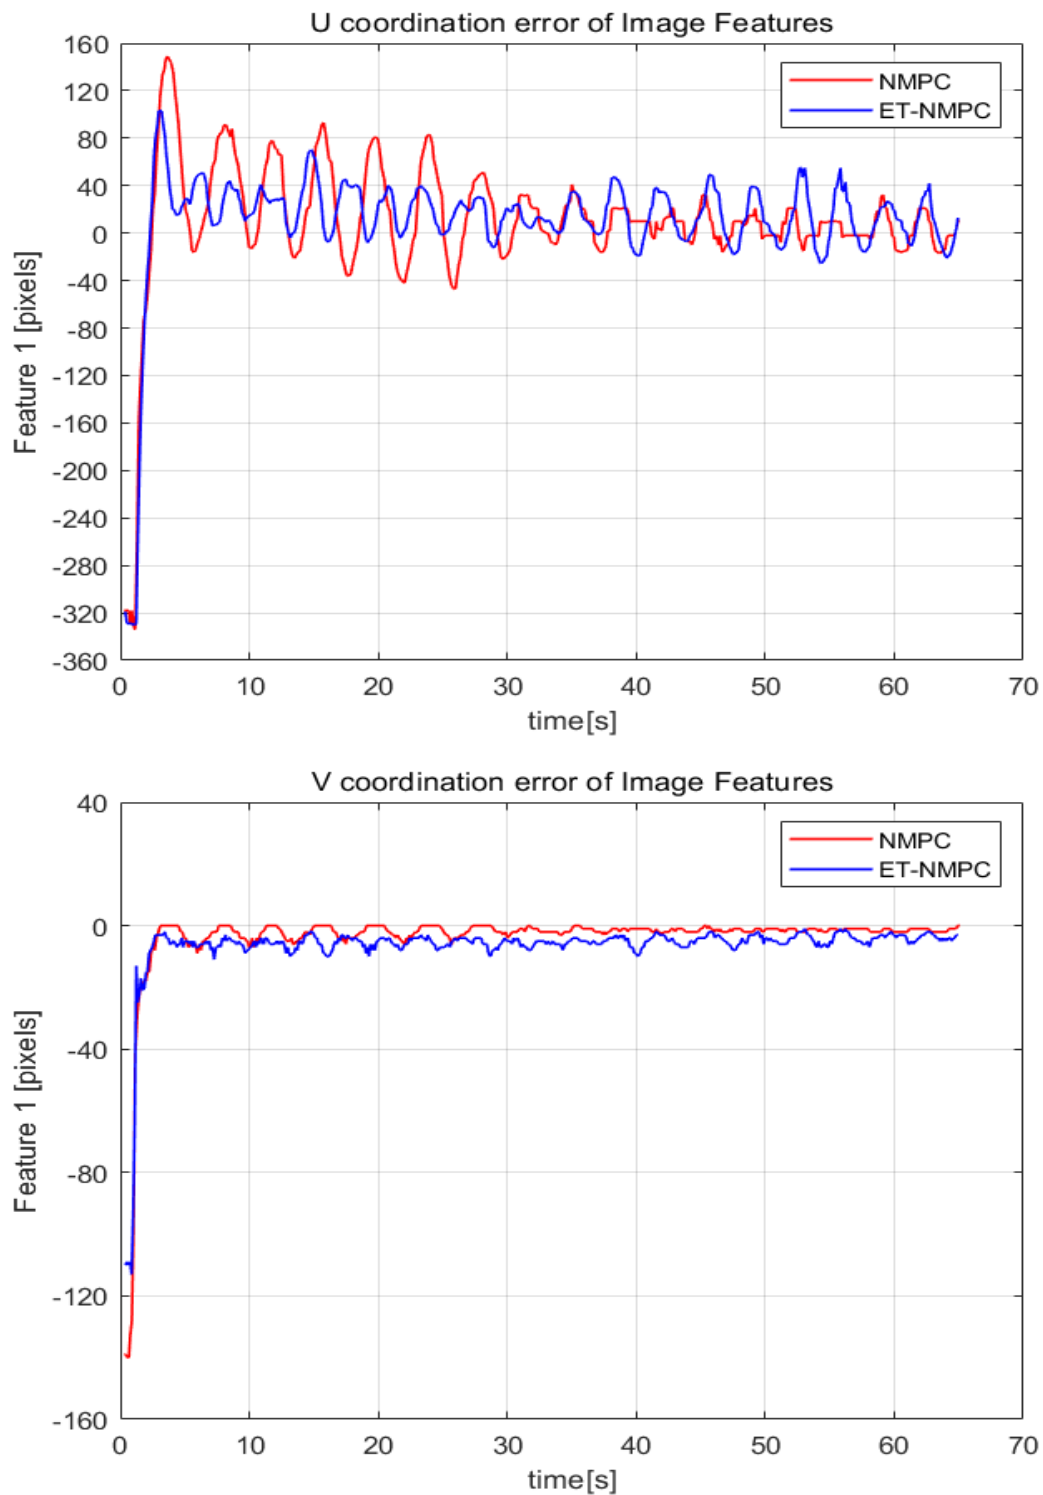 U coordination error of Image Features
NMPC
ET-NMPC
160
120
80
40
0
-40
-80
-120
-160
-200
-240
-280
-320
-360
Feature 1 [pixels]
0 10 20 30 40 50 60 70
time[s]
V coordination error of Image Features
NMPC
ET-NMPC
40
0
-40
-80
-120
-160
Feature 1 [pixels]
0 10 20 30 40 50 60 70
time[s]